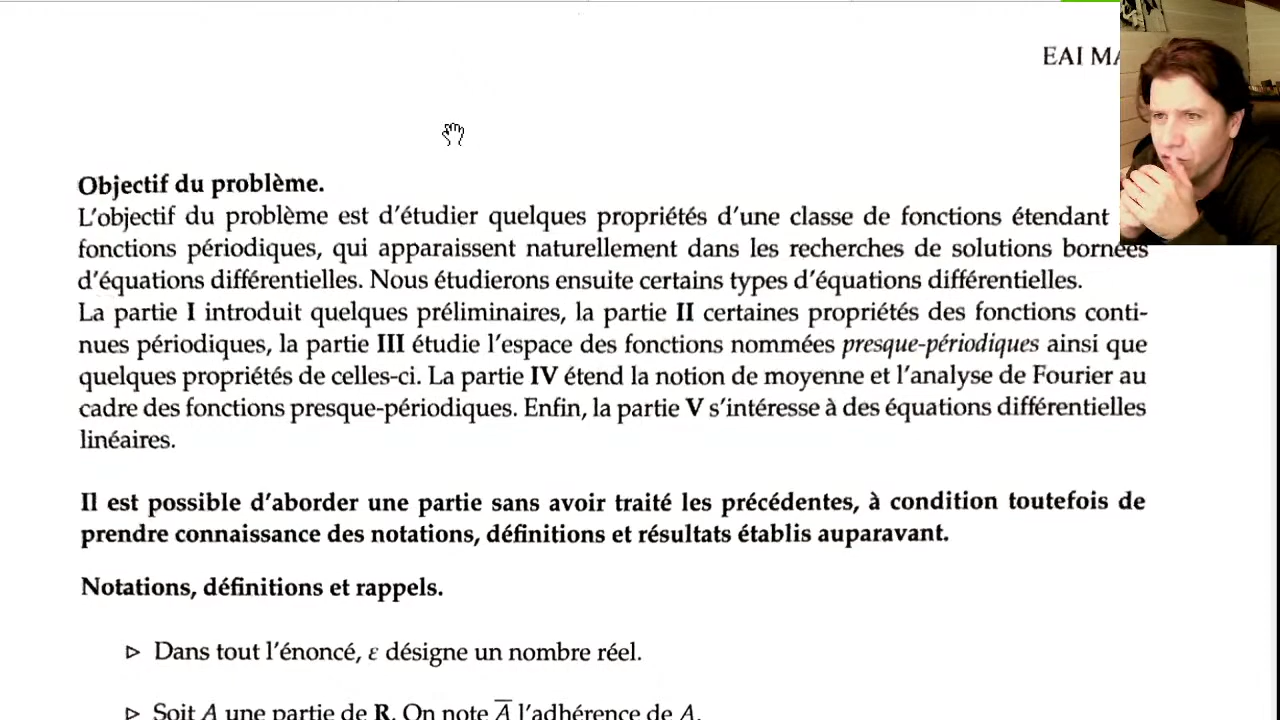 EAI
Objectif du problème.
L'objectif du problème est d'étudier quelques propriétés d'une classe de fonctions étendant
fonctions périodiques, qui apparaissent naturellement dans les recherches de solutions bornées
d'équations différentielles. Nous étudierons ensuite certains types d'équations différentielles.
La partie I introduit quelques préliminaires, la partie II certaines propriétés des fonctions conti-
nues périodiques, la partie III étudie l'espace des fonctions nommées presque-périodiques ainsi que
quelques propriétés de celles-ci. La partie IV étend la notion de moyenne et l'analyse de Fourier au
cadre des fonctions presque-périodiques. Enfin, la partie V s'intéresse à des équations différentielles
linéaires.
Il est possible d'aborder une partie sans avoir traité les précédentes, à condition toutefois de
prendre connaissance des notations, définitions et résultats établis auparavant.
Notations, définitions et rappels.
▷ Dans tout l'énoncé, ε désigne un nombre réel.
▷ Soit A une partie de R. On note A̅ l'adhérence de A.